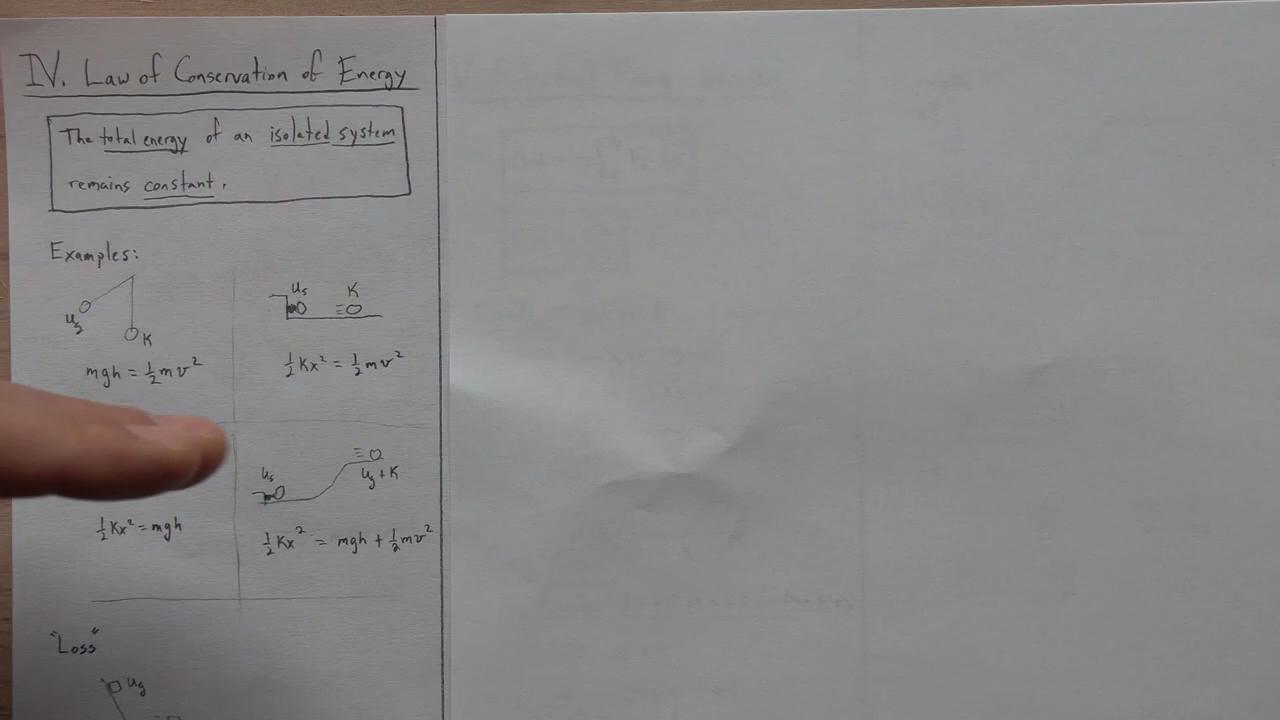 IV. Law of Conservation of Energy
The total energy of an isolated system
remains constant.
Examples:
Ug
K
mgh = ½mv²
Us K
½Kx² = ½mv²
½Kx² = mgh
Us
Ug + K
½Kx² = mgh + ½mv²
"Loss"
Ug